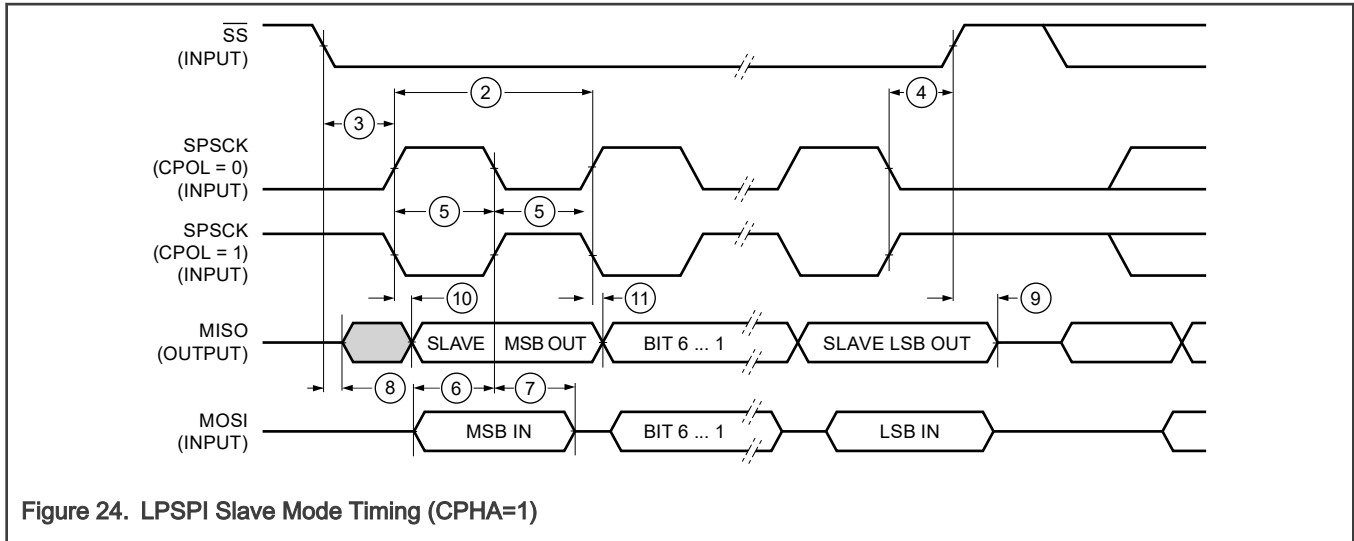 SS
(INPUT)
2
4
3
SPSCK
(CPOL = 0)
(INPUT)
5
5
SPSCK
(CPOL = 1)
(INPUT)
10
11
9
MISO
(OUTPUT)
SLAVE MSB OUT
BIT 6 ... 1
SLAVE LSB OUT
8
6
7
MOSI
(INPUT)
MSB IN
BIT 6 ... 1
LSB IN
Figure 24. LPSPI Slave Mode Timing (CPHA=1)